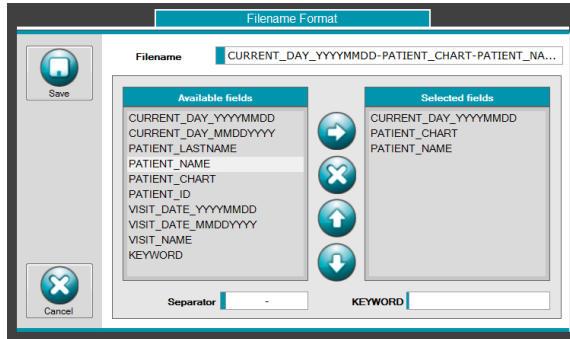 Filename Format
Filename CURRENT_DAY_YYYYMMDD-PATIENT_CHART-PATIENT_NA...
Save
Available fields
CURRENT_DAY_YYYYMMDD
CURRENT_DAY_MMDDYYYY
PATIENT_LASTNAME
PATIENT_NAME
PATIENT_CHART
PATIENT_ID
VISIT_DATE_YYYYMMDD
VISIT_DATE_MMDDYYYY
VISIT_NAME
KEYWORD
Selected fields
CURRENT_DAY_YYYYMMDD
PATIENT_CHART
PATIENT_NAME
Separator -
KEYWORD
Cancel